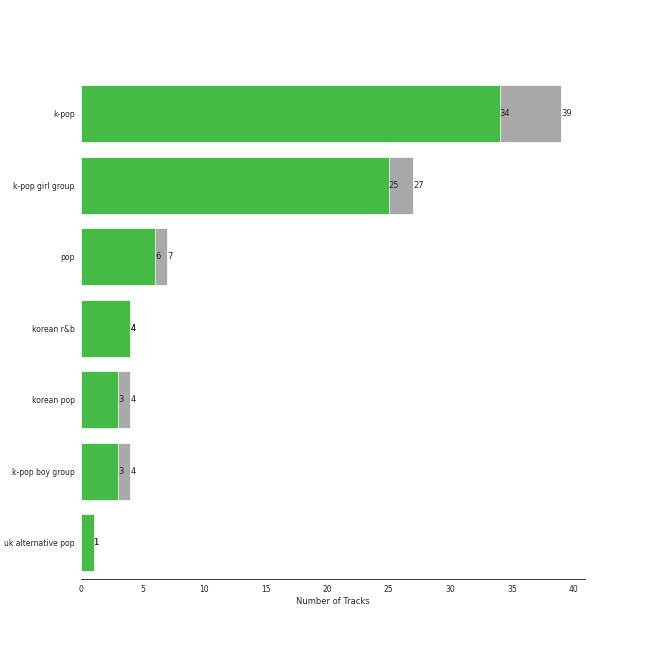 k-pop 34 39
k-pop girl group 25 27
pop 6 7
korean r&b 4
korean pop 3 4
k-pop boy group 3 4
uk alternative pop 1
0 5 10 15 20 25 30 35 40
Number of Tracks